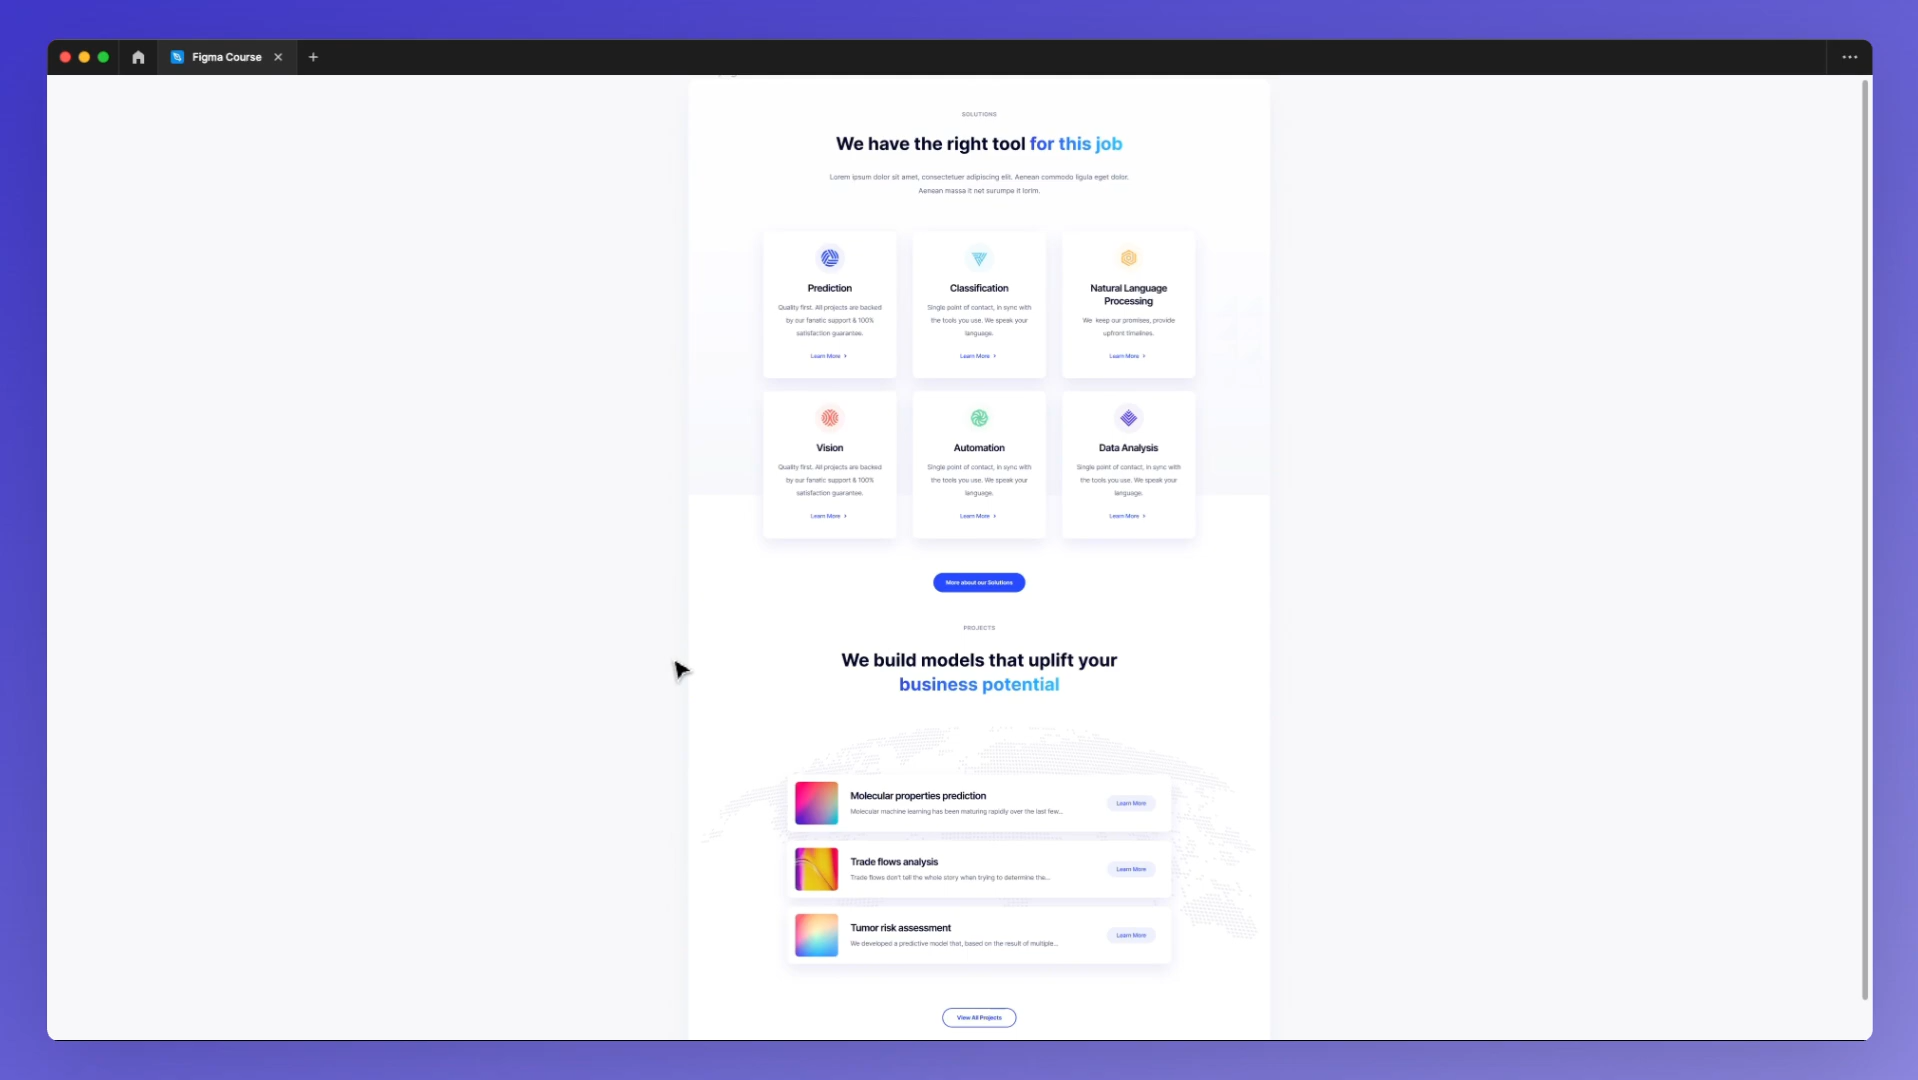 Figma Course
SOLUTIONS
We have the right tool for this job
Lorem ipsum dolor sit amet, consectetuer adipiscing elit. Aenean commodo ligula eget dolor.
Aenean massa it net surumpe it lorim.
Prediction
Quality first. All projects are backed
by our fanatic support & 100%
satisfaction guarantee.
Learn More
Classification
Single point of contact, in sync with
the tools you use. We speak your
language.
Learn More
Natural Language
Processing
We keep our promises, provide
upfront timelines.
Learn More
Vision
Quality first. All projects are backed
by our fanatic support & 100%
satisfaction guarantee.
Learn More
Automation
Single point of contact, in sync with
the tools you use. We speak your
language.
Learn More
Data Analysis
Single point of contact, in sync with
the tools you use. We speak your
language.
Learn More
More about our Solutions
PROJECTS
We build models that uplift your
business potential
Molecular properties prediction
Molecular machine learning has been maturing rapidly over the last few...
Learn More
Trade flows analysis
Trade flows don't tell the whole story when trying to determine the...
Learn More
Tumor risk assessment
We developed a predictive model that, based on the result of multiple...
Learn More
View All Projects